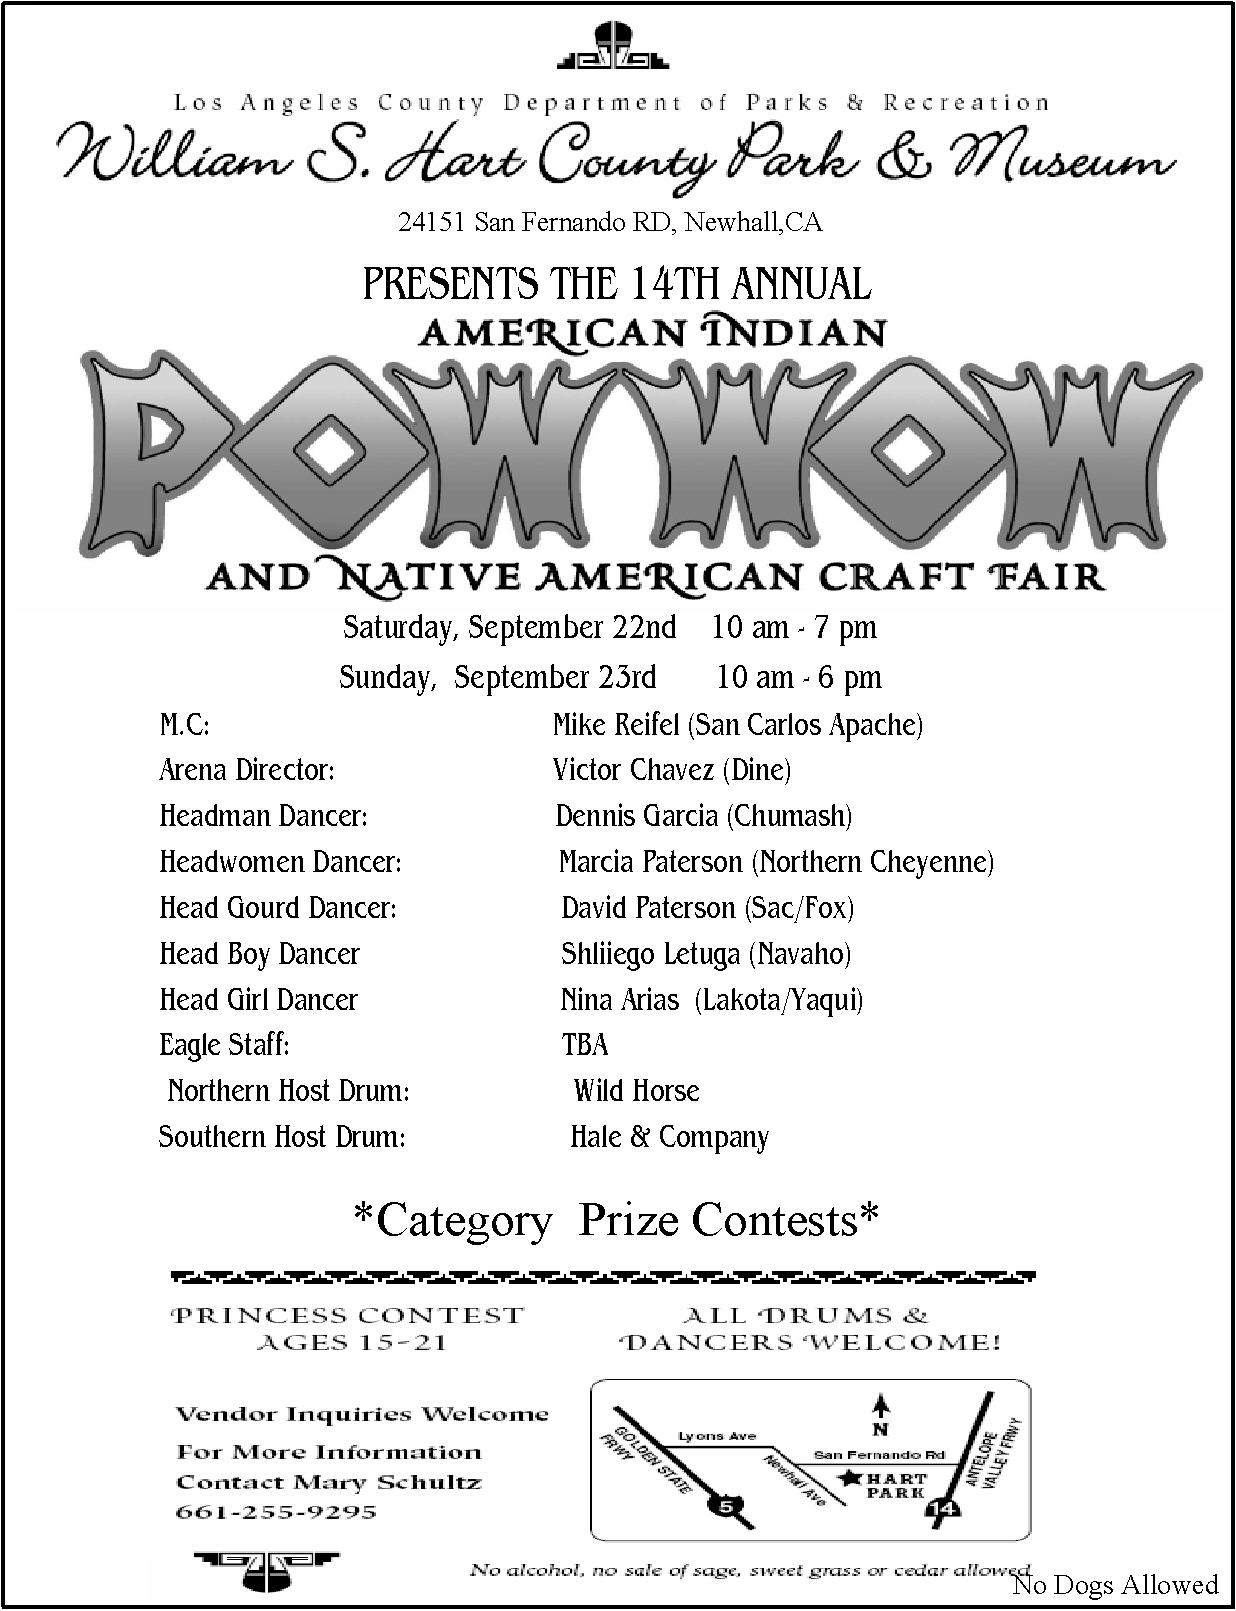 Los Angeles County Department of Parks & Recreation
William S. Hart County Park & Museum
24151 San Fernando RD, Newhall,CA
PRESENTS THE 14TH ANNUAL
AMERICAN INDIAN
POW WOW
AND NATIVE AMERICAN CRAFT FAIR
Saturday, September 22nd 10 am - 7 pm
Sunday, September 23rd 10 am - 6 pm
M.C: Mike Reifel (San Carlos Apache)
Arena Director: Victor Chavez (Dine)
Headman Dancer: Dennis Garcia (Chumash)
Headwomen Dancer: Marcia Paterson (Northern Cheyenne)
Head Gourd Dancer: David Paterson (Sac/Fox)
Head Boy Dancer Shliiego Letuga (Navaho)
Head Girl Dancer Nina Arias (Lakota/Yaqui)
Eagle Staff: TBA
Northern Host Drum: Wild Horse
Southern Host Drum: Hale & Company
*Category Prize Contests*
PRINCESS CONTEST
AGES 15-21
ALL DRUMS &
DANCERS WELCOME!
Vendor Inquiries Welcome
For More Information
Contact Mary Schultz
661-255-9295
GOLDEN STATE
FRWY
5
Lyons Ave
Newhall Ave
N
San Fernando Rd
HART
PARK
14
ANTELOPE
VALLEY FRWY
No alcohol, no sale of sage, sweet grass or cedar allowed
No Dogs Allowed